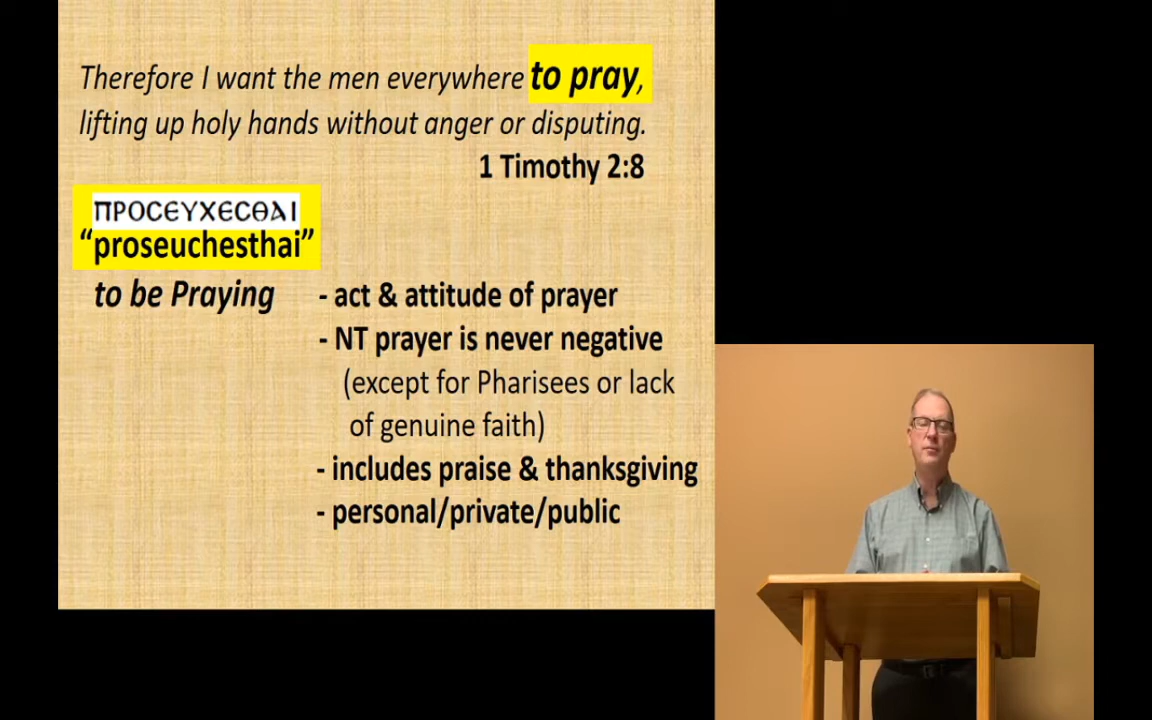 Therefore I want the men everywhere to pray,
lifting up holy hands without anger or disputing.
1 Timothy 2:8
ΠΡΟϹЄΥΧЄϹΘΑΙ
“proseuchesthai”
to be Praying - act & attitude of prayer
- NT prayer is never negative
(except for Pharisees or lack
of genuine faith)
- includes praise & thanksgiving
- personal/private/public